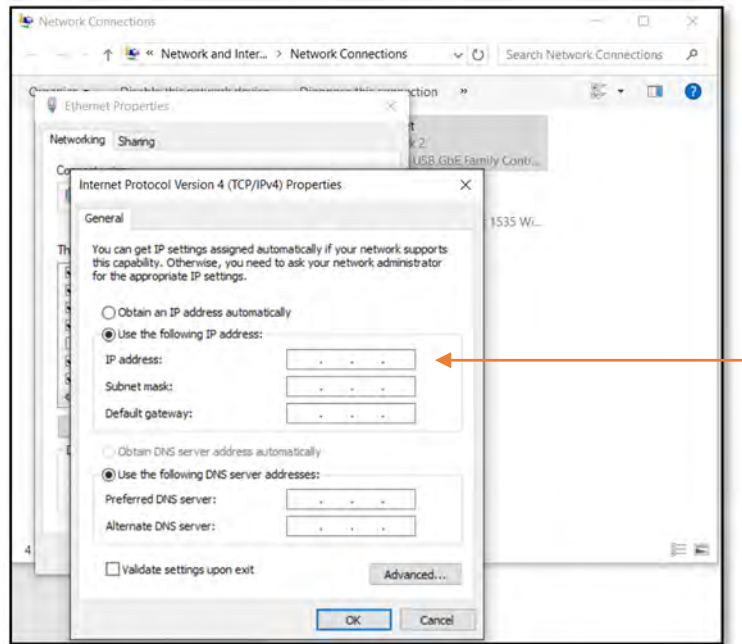 Network Connections
« Network and Inter... > Network Connections
Search Network Connections
Ethernet Properties
Networking Sharing
USB GbE Family Contr...
1535 Wi...
Internet Protocol Version 4 (TCP/IPv4) Properties
General
You can get IP settings assigned automatically if your network supports
this capability. Otherwise, you need to ask your network administrator
for the appropriate IP settings.
Obtain an IP address automatically
Use the following IP address:
IP address:
Subnet mask:
Default gateway:
Obtain DNS server address automatically
Use the following DNS server addresses:
Preferred DNS server:
Alternate DNS server:
4
Validate settings upon exit
Advanced...
OK Cancel